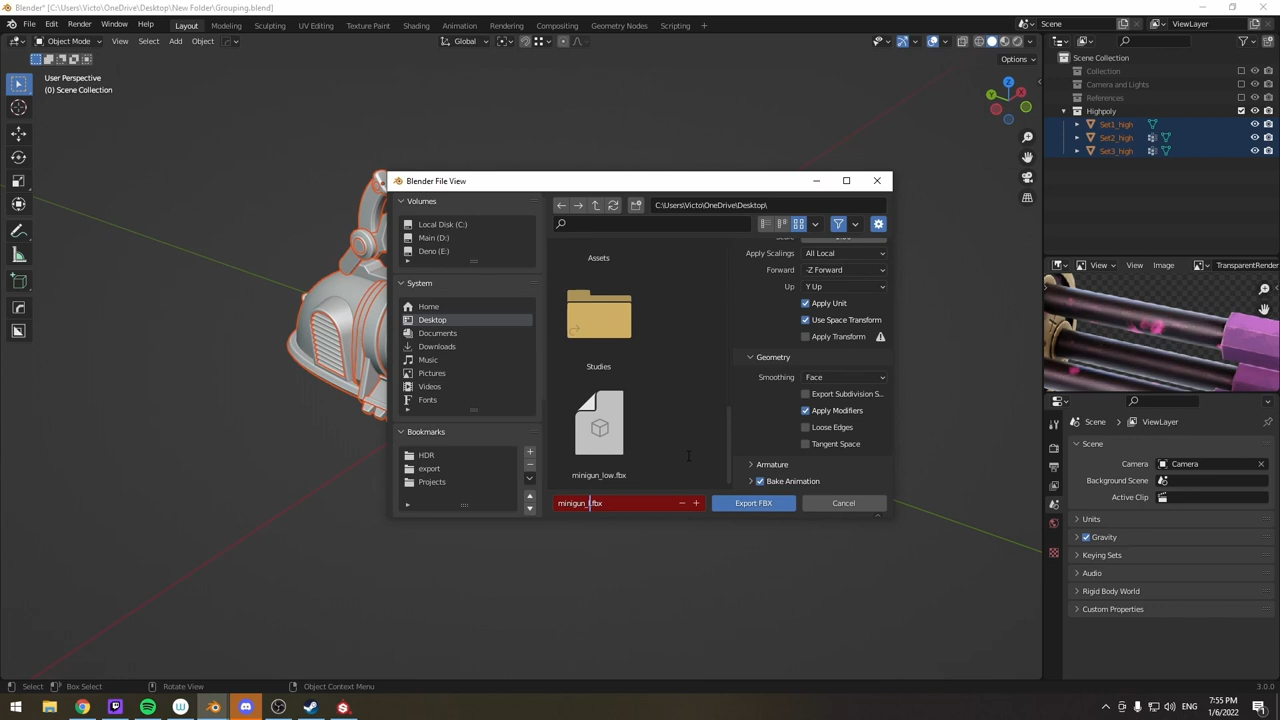 Blender* [C:\Users\Victo\OneDrive\Desktop\New Folder\Grouping.blend]
File Edit Render Window Help Layout Modeling Sculpting UV Editing Texture Paint Shading Animation Rendering Compositing Geometry Nodes Scripting + Scene ViewLayer
Object Mode View Select Add Object Global
Options
User Perspective
(0) Scene Collection
Z
X
Y
Scene Collection
Collection
Camera and Lights
References
Highpoly
Set1_high
Set2_high
Set3_high
Blender File View
Volumes
Local Disk (C:)
Main (D:)
Deno (E:)
System
Home
Desktop
Documents
Downloads
Music
Pictures
Videos
Fonts
Bookmarks
HDR
export
Projects
C:\Users\Victo\OneDrive\Desktop\
Assets
Studies
minigun_low.fbx
Apply Scalings All Local
Forward -Z Forward
Up Y Up
Apply Unit
Use Space Transform
Apply Transform
Geometry
Smoothing Face
Export Subdivision S...
Apply Modifiers
Loose Edges
Tangent Space
Armature
Bake Animation
Export FBX Cancel
View View Image TransparentRender
Scene ViewLayer
Scene
Camera Camera
Background Scene
Active Clip
Units
Gravity
Keying Sets
Audio
Rigid Body World
Custom Properties
Select Box Select Rotate View Object Context Menu 3.0.0
ENG 7:55 PM
1/6/2022